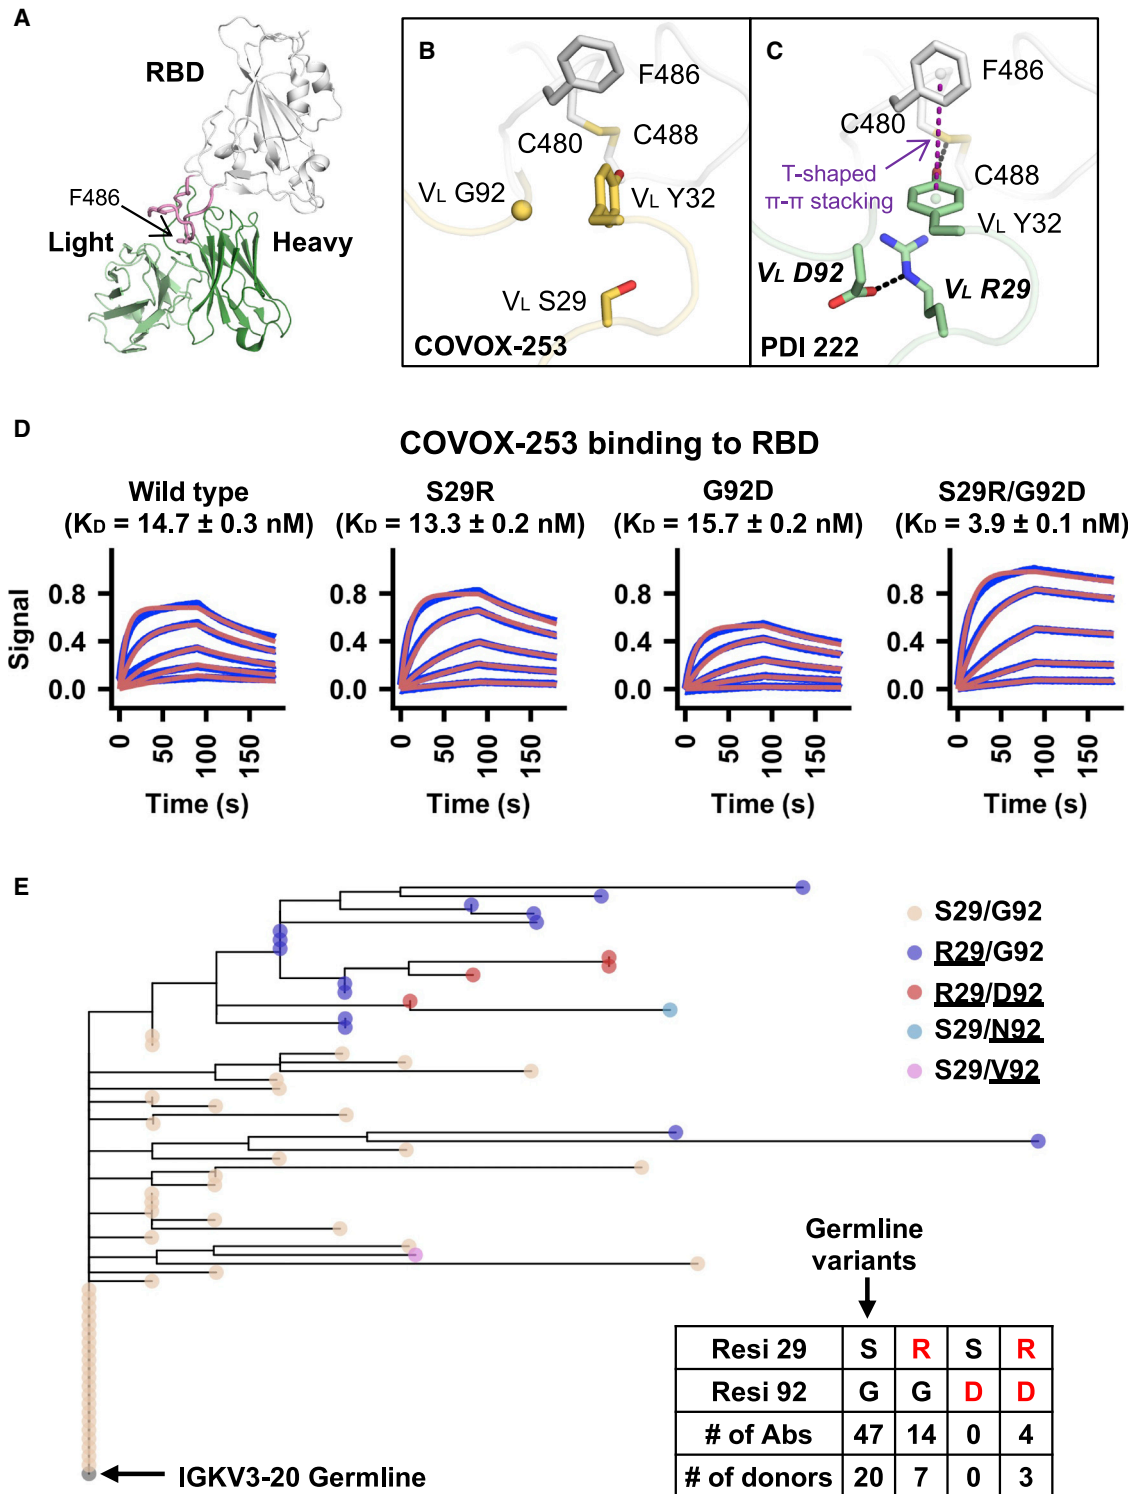 A
RBD
F486
Light
Heavy
B
F486
C480
C488
VL G92
VL Y32
VL S29
COVOX-253
C
F486
C480
C488
T-shaped
π-π stacking
VL Y32
VL D92
VL R29
PDI 222
D
COVOX-253 binding to RBD
Wild type
(KD = 14.7 ± 0.3 nM)
S29R
(KD = 13.3 ± 0.2 nM)
G92D
(KD = 15.7 ± 0.2 nM)
S29R/G92D
(KD = 3.9 ± 0.1 nM)
Signal
0.8
0.4
0.0
0 50 100 150
Time (s)
0.8
0.4
0.0
0 50 100 150
Time (s)
0.8
0.4
0.0
0 50 100 150
Time (s)
0.8
0.4
0.0
0 50 100 150
Time (s)
E
S29/G92
R29/G92
R29/D92
S29/N92
S29/V92
IGKV3-20 Germline
Germline
variants
Resi 29 S R S R
Resi 92 G G D D
# of Abs 47 14 0 4
# of donors 20 7 0 3